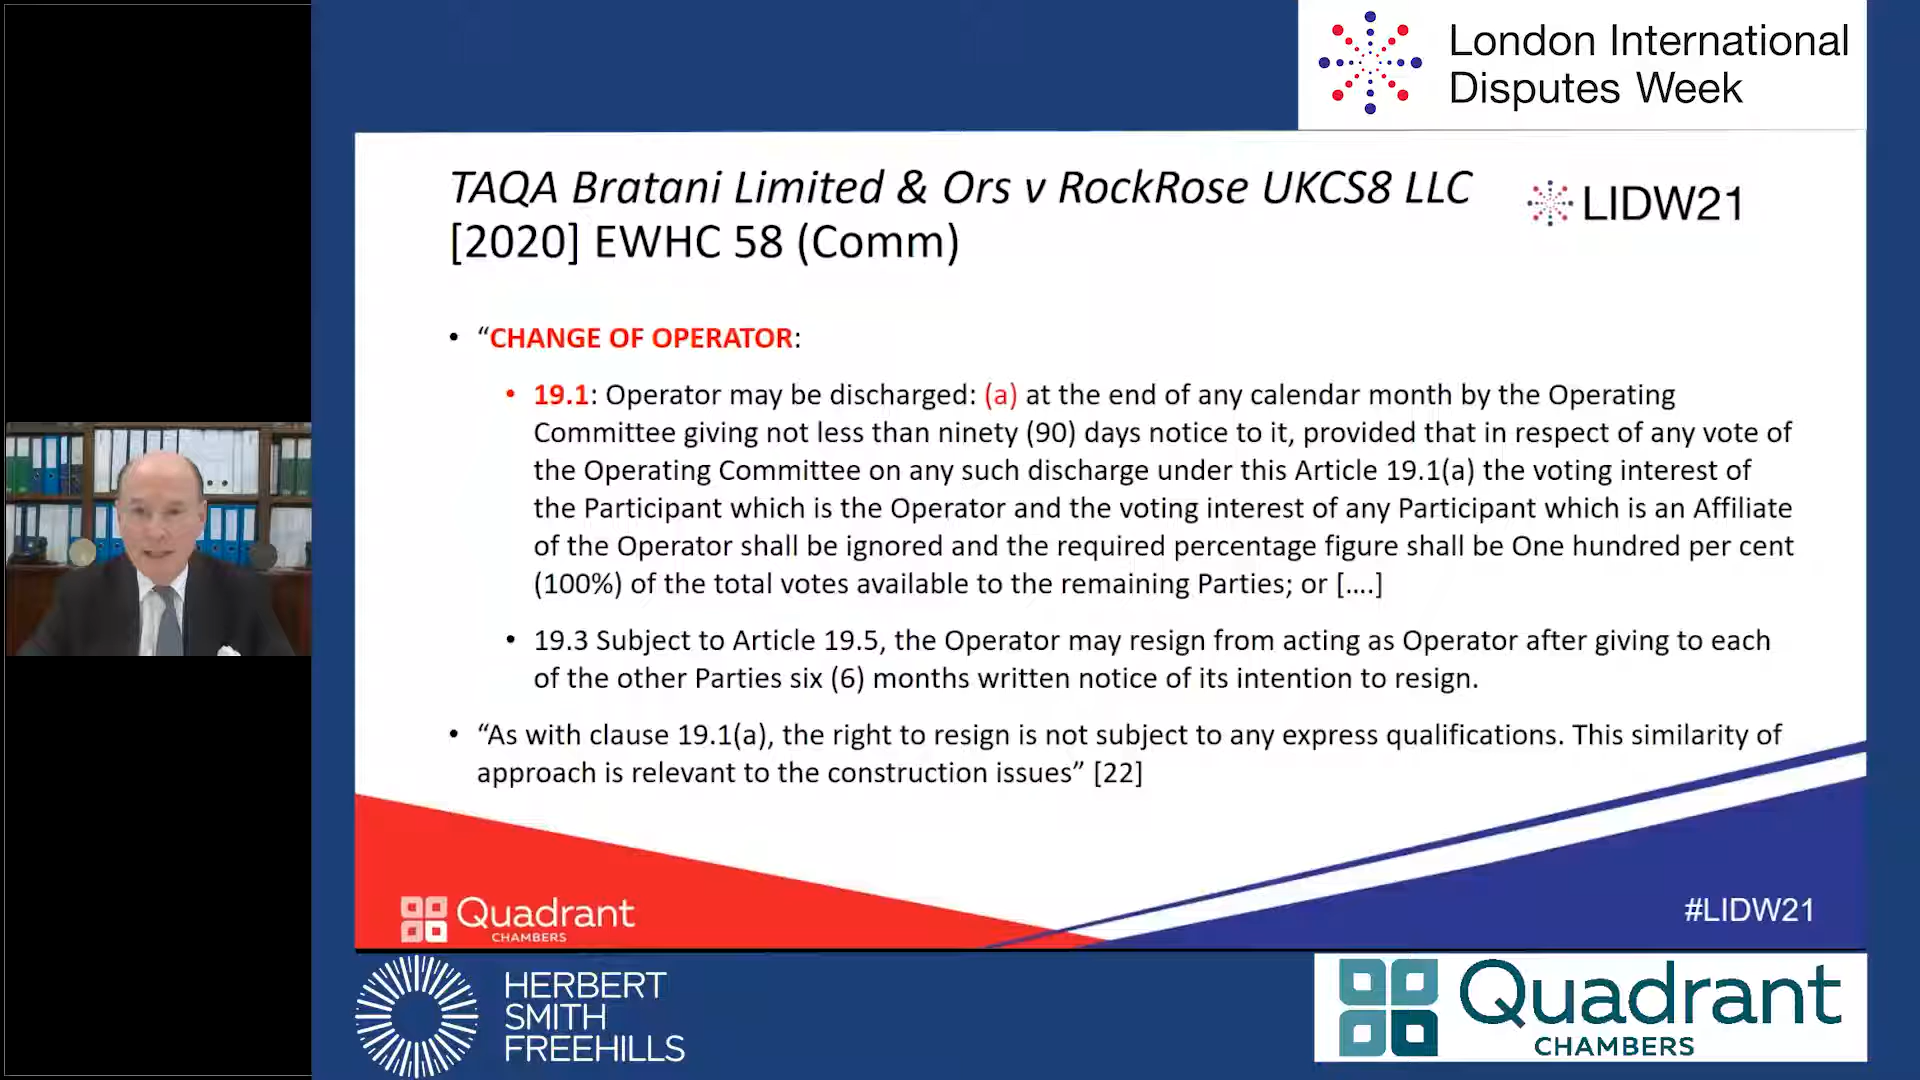 London International
Disputes Week
TAQA Bratani Limited & Ors v RockRose UKCS8 LLC
[2020] EWHC 58 (Comm)
LIDW21
• “CHANGE OF OPERATOR:
• 19.1: Operator may be discharged: (a) at the end of any calendar month by the Operating
Committee giving not less than ninety (90) days notice to it, provided that in respect of any vote of
the Operating Committee on any such discharge under this Article 19.1(a) the voting interest of
the Participant which is the Operator and the voting interest of any Participant which is an Affiliate
of the Operator shall be ignored and the required percentage figure shall be One hundred per cent
(100%) of the total votes available to the remaining Parties; or [....]
• 19.3 Subject to Article 19.5, the Operator may resign from acting as Operator after giving to each
of the other Parties six (6) months written notice of its intention to resign.
• “As with clause 19.1(a), the right to resign is not subject to any express qualifications. This similarity of
approach is relevant to the construction issues” [22]
Quadrant
CHAMBERS
#LIDW21
HERBERT
SMITH
FREEHILLS
Quadrant
CHAMBERS